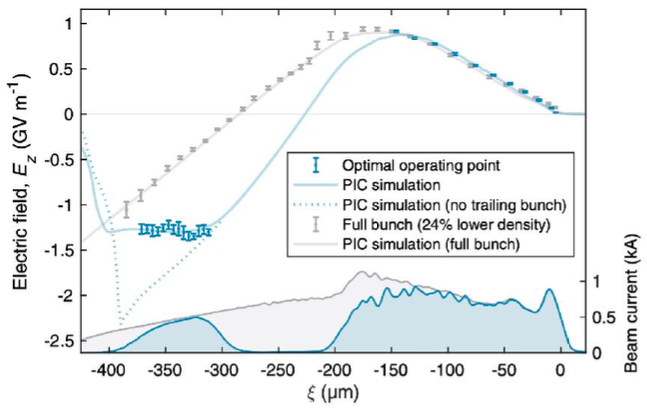 1
0.5
0
-0.5
-1
-1.5
-2
-2.5
Electric field, E_z (GV m⁻¹)
Optimal operating point
PIC simulation
PIC simulation (no trailing bunch)
Full bunch (24% lower density)
PIC simulation (full bunch)
1
0.5
0
Beam current (kA)
-400 -350 -300 -250 -200 -150 -100 -50 0
ξ (μm)